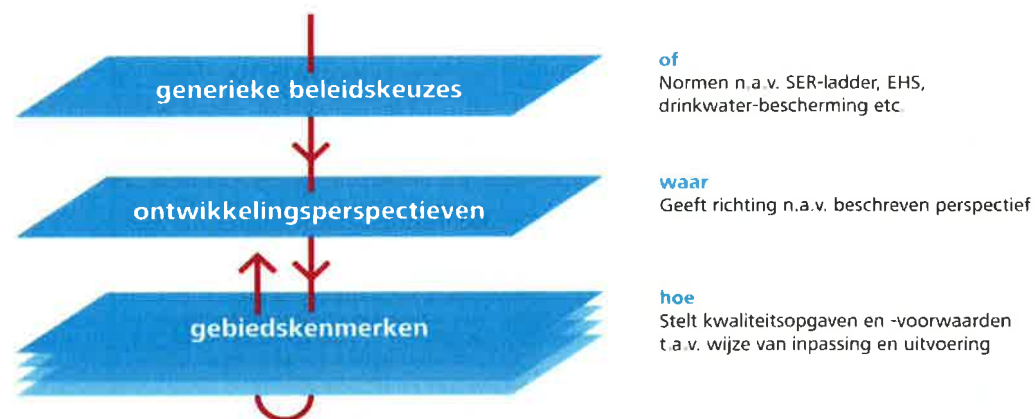 generieke beleidskeuzes
of
Normen n.a.v. SER-ladder, EHS,
drinkwater-bescherming etc.
ontwikkelingsperspectieven
waar
Geeft richting n.a.v. beschreven perspectief
gebiedskenmerken
hoe
Stelt kwaliteitsopgaven en -voorwaarden
t.a.v. wijze van inpassing en uitvoering